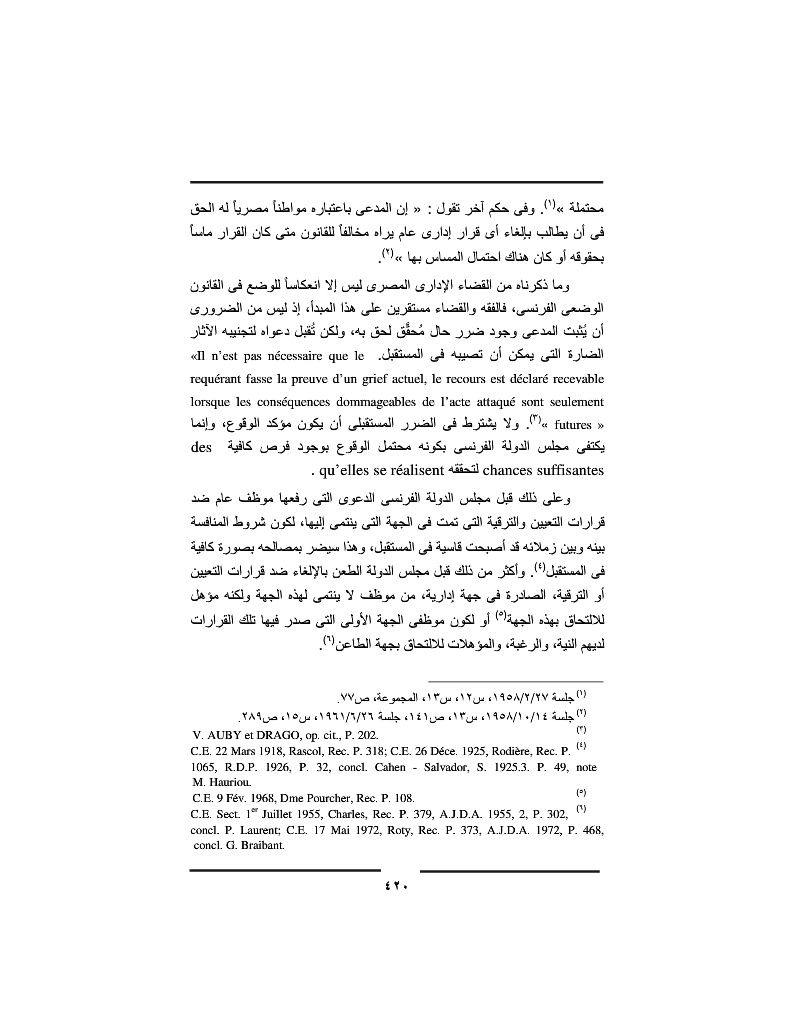 محتملة »(١). وفى حكم آخر تقول : « إن المدعى باعتباره مواطناً مصرياً له الحق
فى أن يطالب بإلغاء أى قرار إدارى عام يراه مخالفاً للقانون متى كان القرار ماساً
بحقوقه أو كان هناك احتمال المساس بها »(٢).
وما ذكرناه من القضاء الإدارى المصرى ليس إلا انعكاساً للوضع فى القانون
الوضعى الفرنسى، فالفقه والقضاء مستقرين على هذا المبدأ، إذ ليس من الضرورى
أن يُثبت المدعى وجود ضرر حال مُحقَّق لحق به، ولكن تُقبل دعواه لتجنيبه الآثار
الضارة التى يمكن أن تصيبه فى المستقبل. «Il n’est pas nécessaire que le
requérant fasse la preuve d’un grief actuel, le recours est déclaré recevable
lorsque les conséquences dommageables de l’acte attaqué sont seulement
« futures »(٣). ولا يشترط فى الضرر المستقبلى أن يكون مؤكد الوقوع، وإنما
يكتفى مجلس الدولة الفرنسى بكونه محتمل الوقوع بوجود فرص كافية des
chances suffisantes لتحققه qu’elles se réalisent .
وعلى ذلك قبل مجلس الدولة الفرنسى الدعوى التى رفعها موظف عام ضد
قرارات التعيين والترقية التى تمت فى الجهة التى ينتمى إليها، لكون شروط المنافسة
بينه وبين زملائه قد أصبحت قاسية فى المستقبل، وهذا سيضر بمصالحه بصورة كافية
فى المستقبل(٤). وأكثر من ذلك قبل مجلس الدولة الطعن بالإلغاء ضد قرارات التعيين
أو الترقية، الصادرة فى جهة إدارية، من موظف لا ينتمى لهذه الجهة ولكنه مؤهل
للالتحاق بهذه الجهة(٥) أو لكون موظفى الجهة الأولى التى صدر فيها تلك القرارات
لديهم النية، والرغبة، والمؤهلات للالتحاق بجهة الطاعن(٦).
(١) جلسة ١٩٥٨/٢/٢٧، س١٢، س١٣، المجموعة، ص٧٧.
(٢) جلسة ١٩٥٨/١٠/١٤، س١٣، ص١٤١، جلسة ١٩٦١/٦/٢٦، س١٥، ص٢٨٩.
(٣) V. AUBY et DRAGO, op. cit., P. 202.
(٤) C.E. 22 Mars 1918, Rascol, Rec. P. 318; C.E. 26 Déce. 1925, Rodière, Rec. P.
1065, R.D.P. 1926, P. 32, concl. Cahen - Salvador, S. 1925.3. P. 49, note
M. Hauriou.
(٥) C.E. 9 Fév. 1968, Dme Pourcher, Rec. P. 108.
(٦) C.E. Sect. 1er Juillet 1955, Charles, Rec. P. 379, A.J.D.A. 1955, 2, P. 302,
concl. P. Laurent; C.E. 17 Mai 1972, Roty, Rec. P. 373, A.J.D.A. 1972, P. 468,
concl. G. Braibant.
٤٢٠